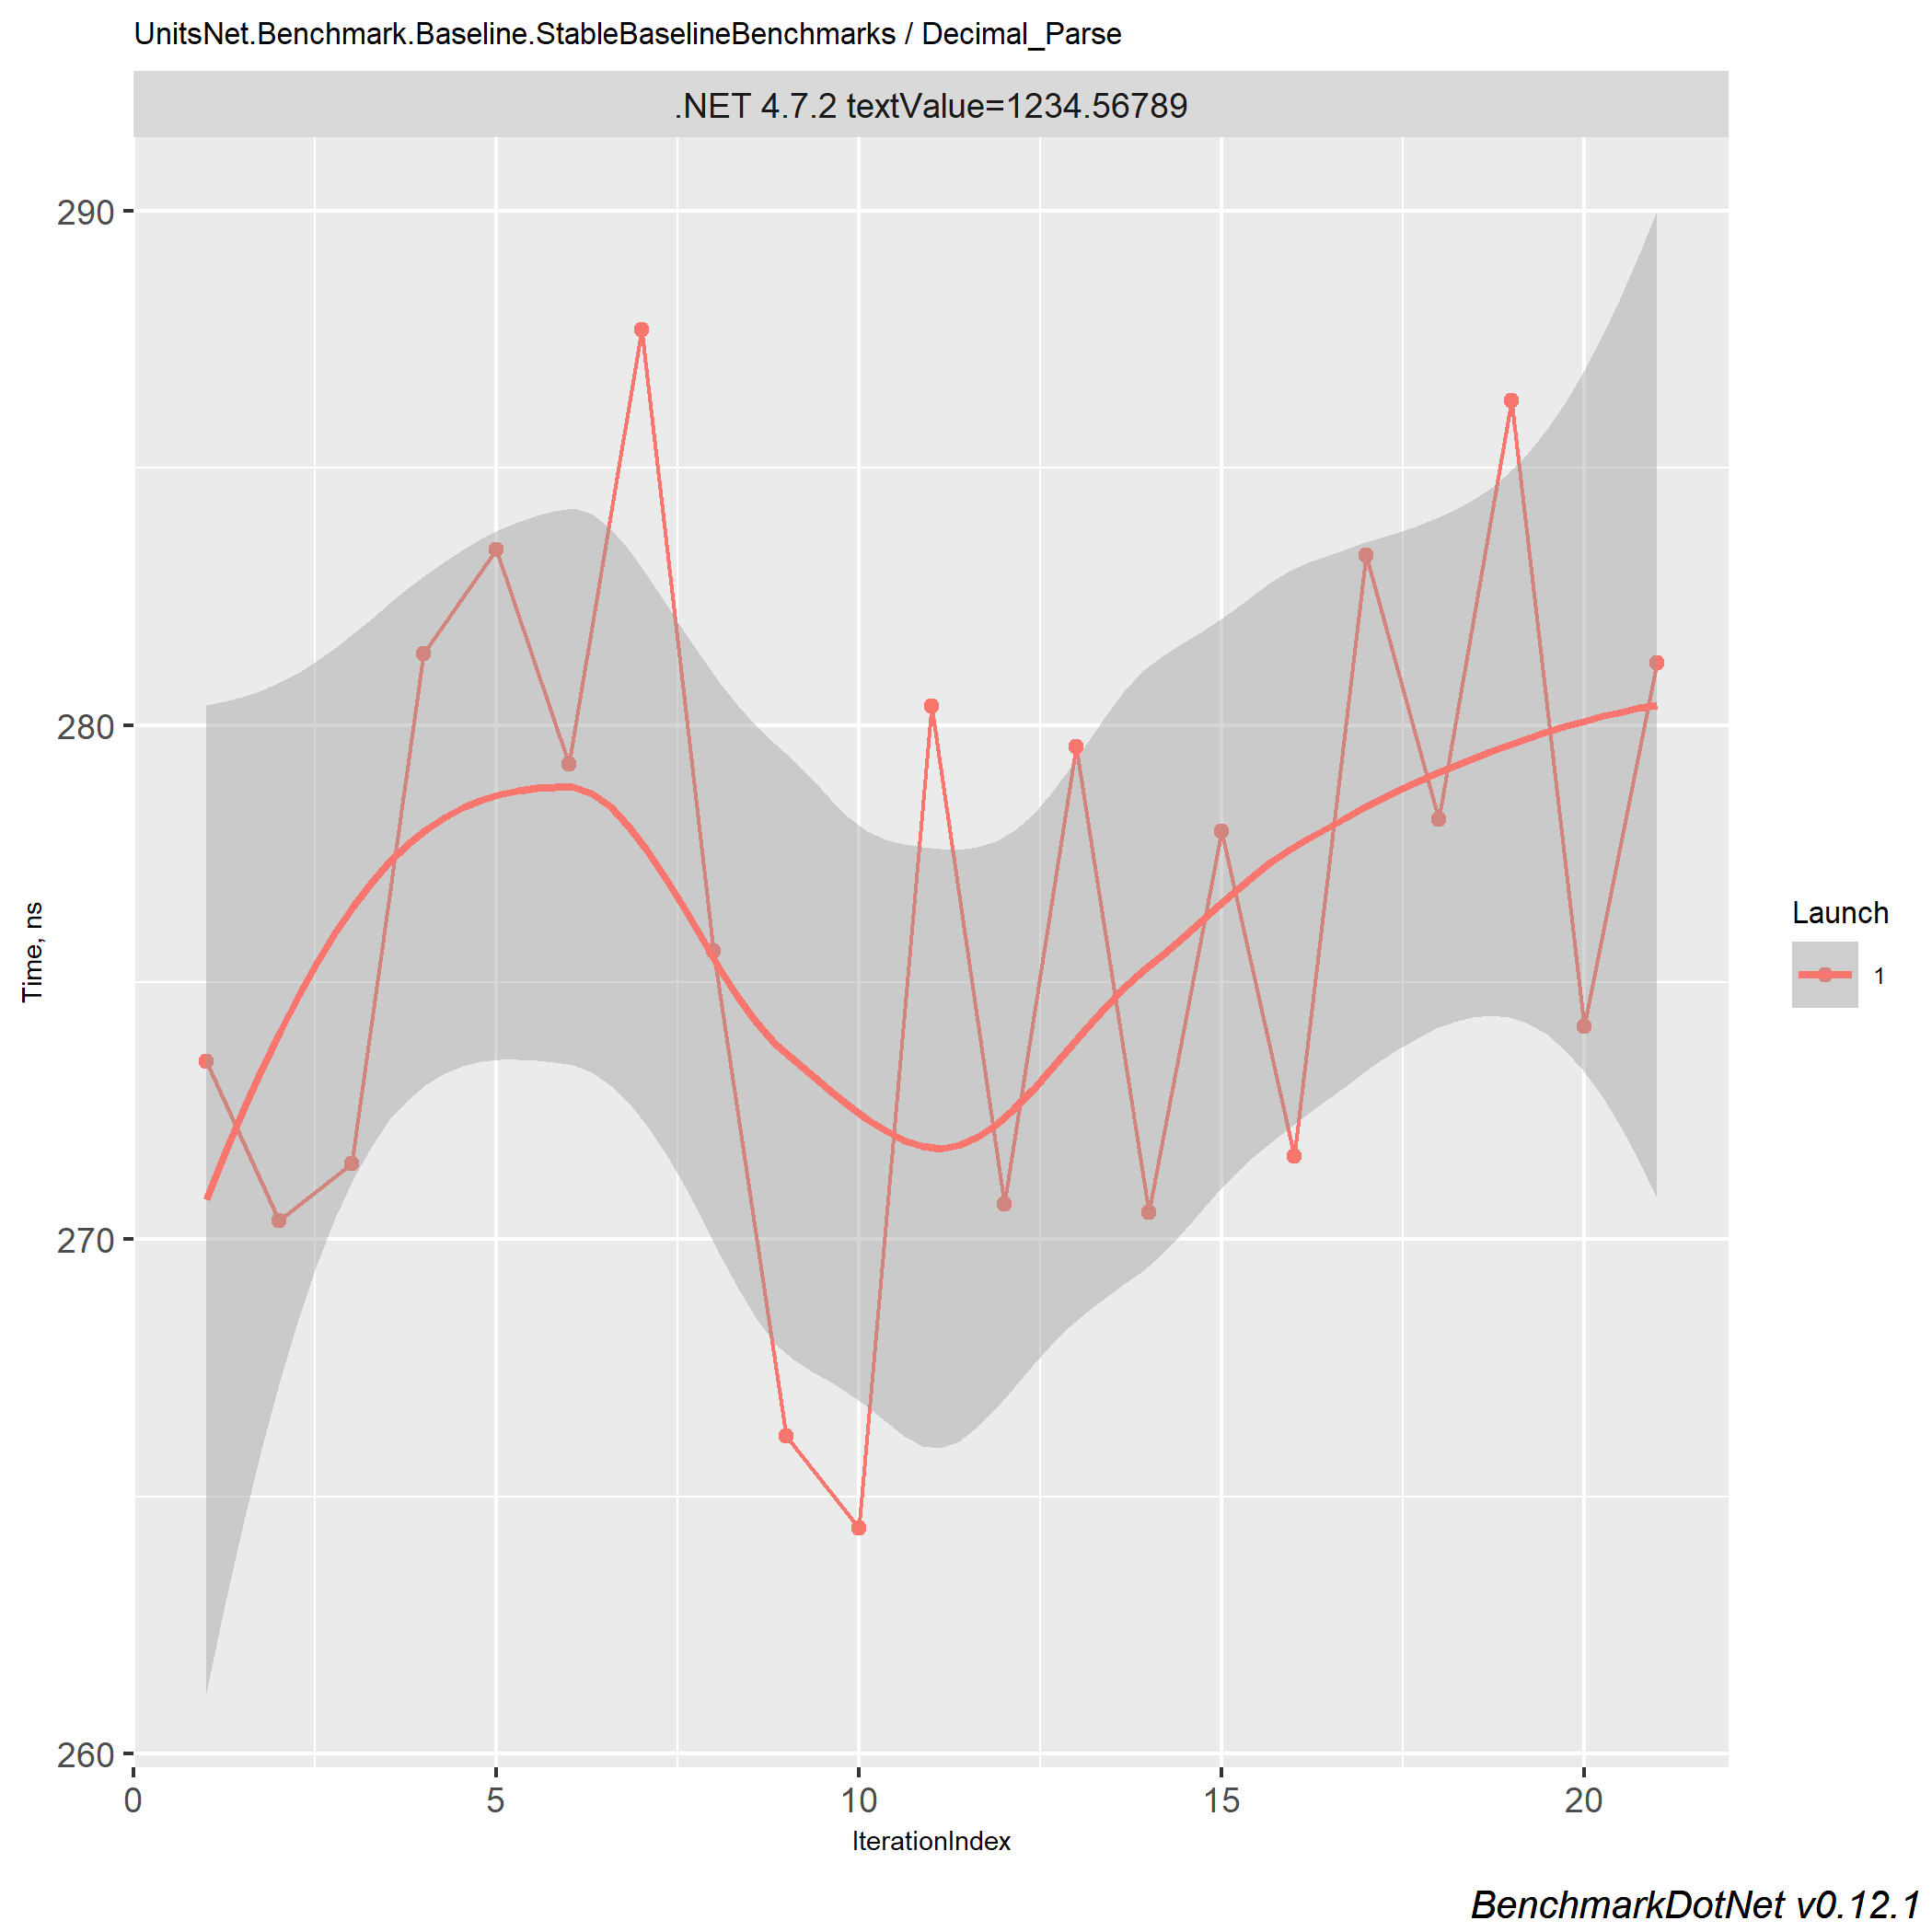 UnitsNet.Benchmark.Baseline.StableBaselineBenchmarks / Decimal_Parse
.NET 4.7.2 textValue=1234.56789
290
280
270
260
Time, ns
0 5 10 15 20
IterationIndex
Launch
1
BenchmarkDotNet v0.12.1